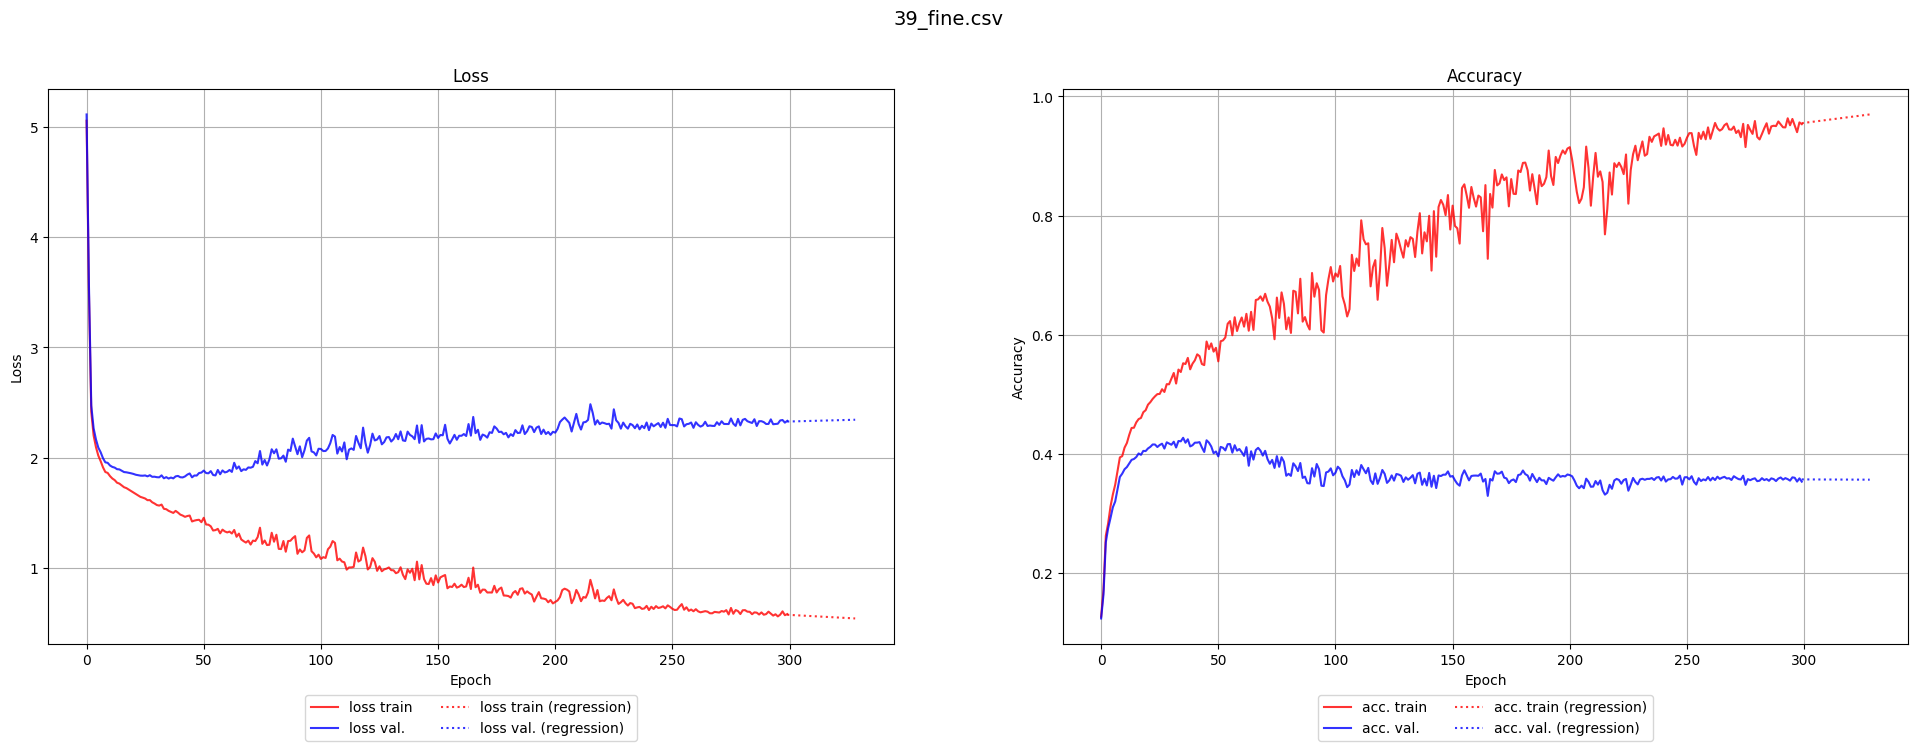 39_fine.csv
Loss
Loss
5
4
3
2
1
0 50 100 150 200 250 300
Epoch
loss train loss train (regression)
loss val. loss val. (regression)
Accuracy
Accuracy
1.0
0.8
0.6
0.4
0.2
0 50 100 150 200 250 300
Epoch
acc. train acc. train (regression)
acc. val. acc. val. (regression)